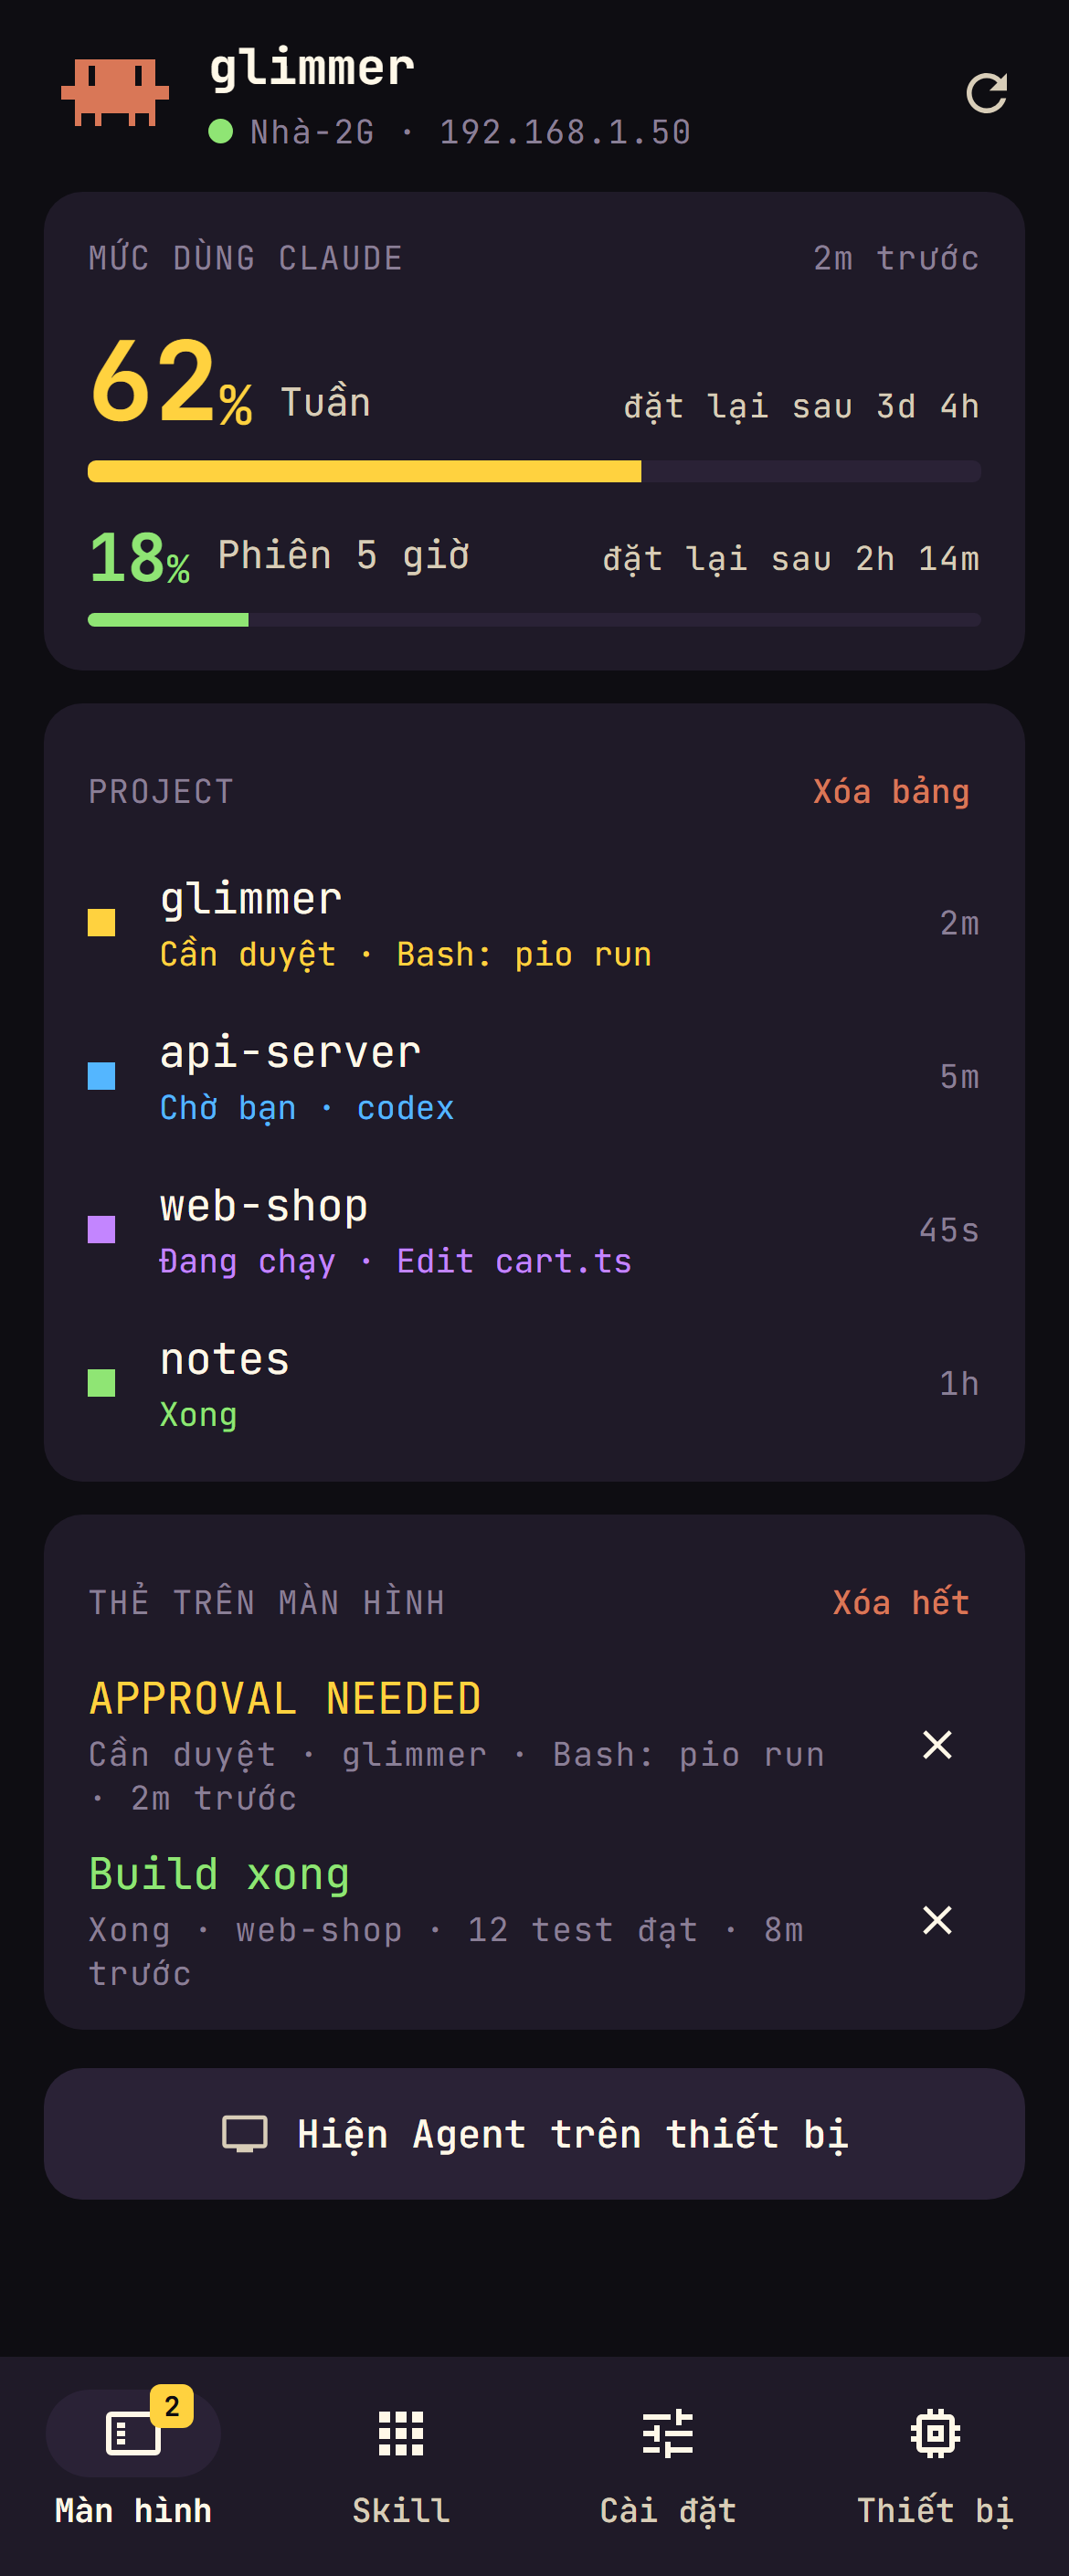 glimmer
Nhà-2G · 192.168.1.50
MỨC DÙNG CLAUDE 2m trước
62% Tuần đặt lại sau 3d 4h
18% Phiên 5 giờ đặt lại sau 2h 14m
PROJECT Xóa bảng
glimmer
Cần duyệt · Bash: pio run
2m
api-server
Chờ bạn · codex
5m
web-shop
Đang chạy · Edit cart.ts
45s
notes
Xong
1h
THẺ TRÊN MÀN HÌNH Xóa hết
APPROVAL NEEDED
Cần duyệt · glimmer · Bash: pio run
· 2m trước
Build xong
Xong · web-shop · 12 test đạt · 8m
trước
Hiện Agent trên thiết bị
2
Màn hình Skill Cài đặt Thiết bị